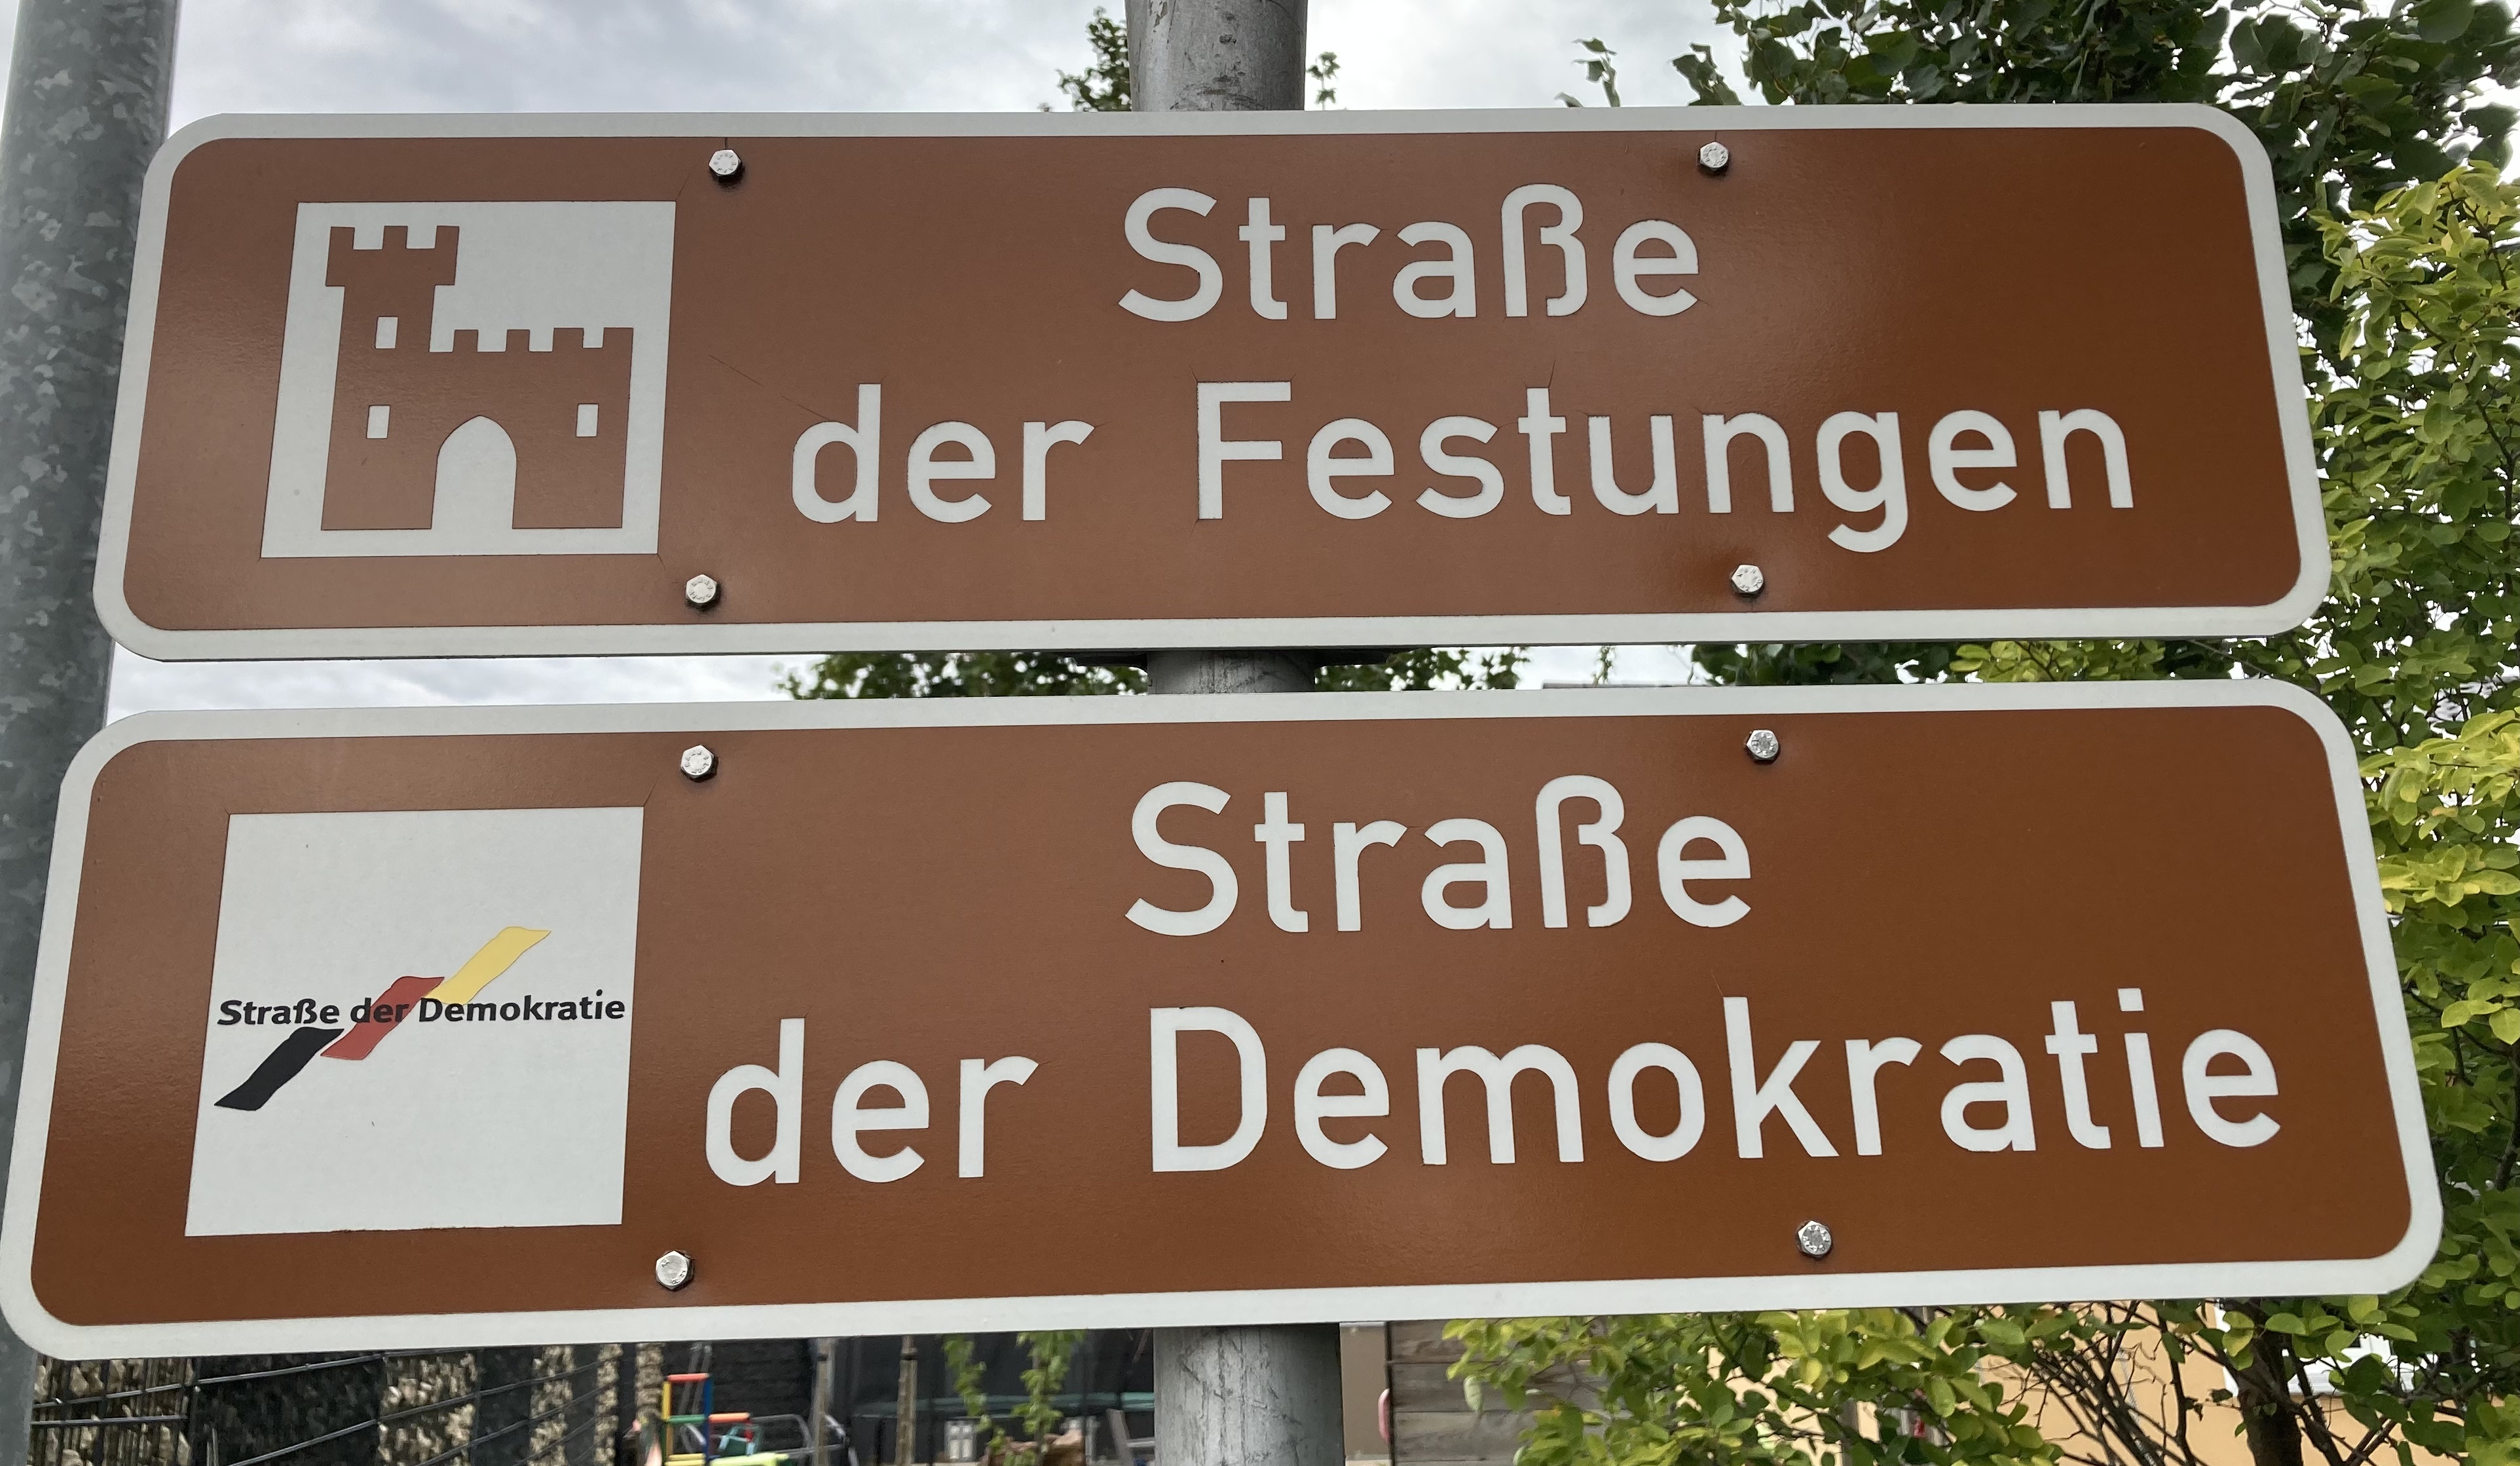 Straße
der Festungen
Straße der Demokratie
Straße
der Demokratie